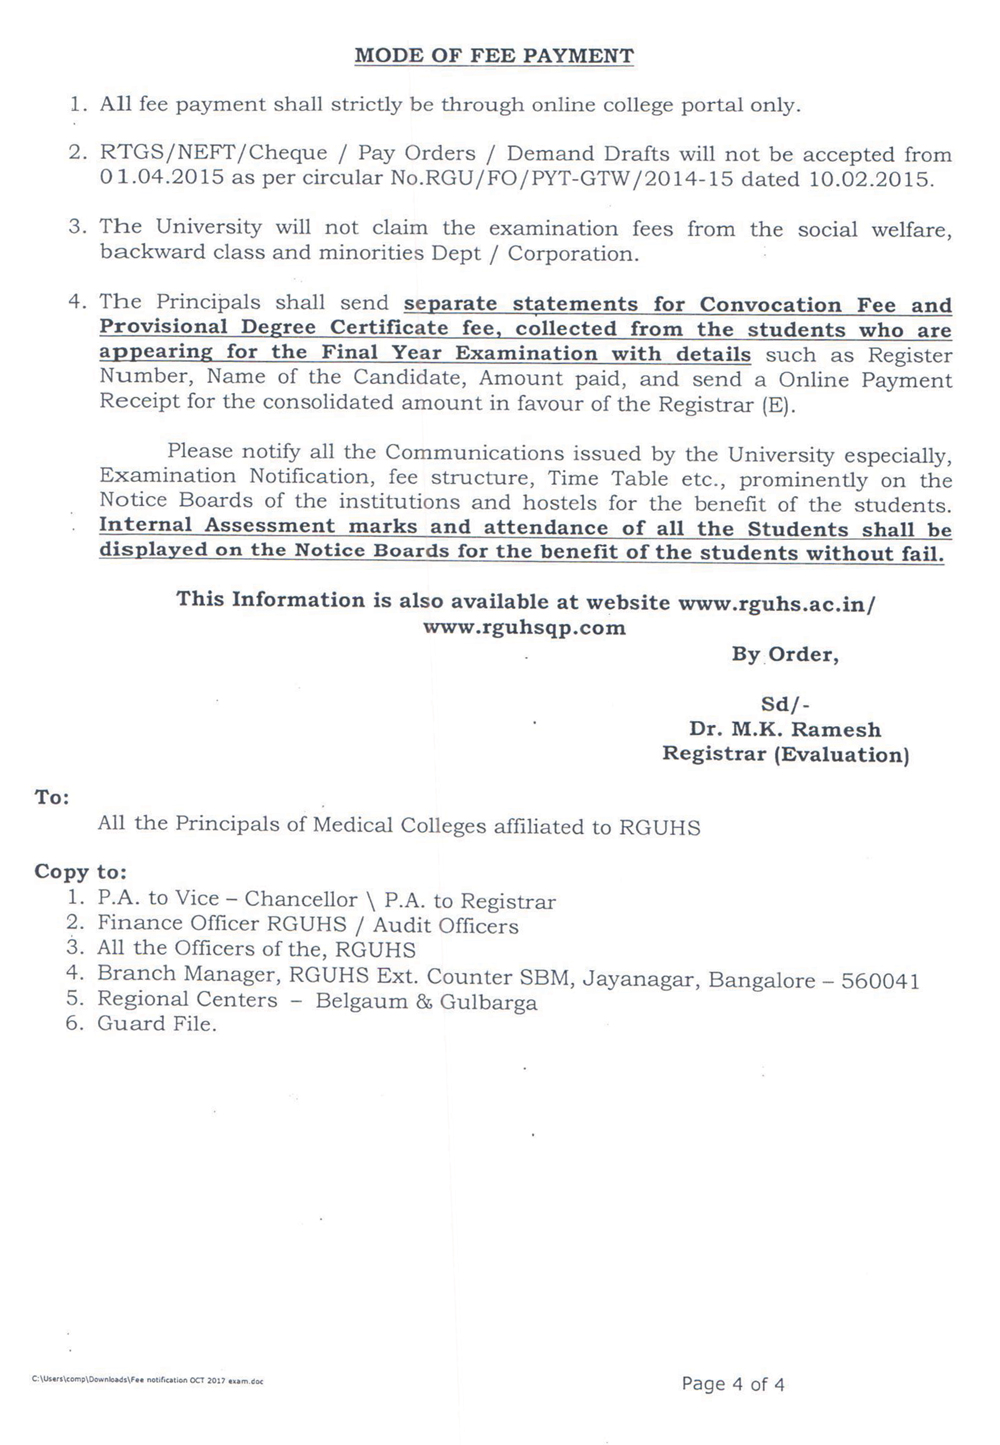 MODE OF FEE PAYMENT
1. All fee payment shall strictly be through online college portal only.
2. RTGS/NEFT/Cheque / Pay Orders / Demand Drafts will not be accepted from
01.04.2015 as per circular No.RGU/FO/PYT-GTW/2014-15 dated 10.02.2015.
3. The University will not claim the examination fees from the social welfare,
backward class and minorities Dept / Corporation.
4. The Principals shall send separate statements for Convocation Fee and
Provisional Degree Certificate fee, collected from the students who are
appearing for the Final Year Examination with details such as Register
Number, Name of the Candidate, Amount paid, and send a Online Payment
Receipt for the consolidated amount in favour of the Registrar (E).
Please notify all the Communications issued by the University especially,
Examination Notification, fee structure, Time Table etc., prominently on the
Notice Boards of the institutions and hostels for the benefit of the students.
Internal Assessment marks and attendance of all the Students shall be
displayed on the Notice Boards for the benefit of the students without fail.
This Information is also available at website www.rguhs.ac.in/
www.rguhsqp.com
By Order,
Sd/-
Dr. M.K. Ramesh
Registrar (Evaluation)
To:
All the Principals of Medical Colleges affiliated to RGUHS
Copy to:
1. P.A. to Vice – Chancellor \ P.A. to Registrar
2. Finance Officer RGUHS / Audit Officers
3. All the Officers of the, RGUHS
4. Branch Manager, RGUHS Ext. Counter SBM, Jayanagar, Bangalore – 560041
5. Regional Centers – Belgaum & Gulbarga
6. Guard File.
C:\Users\comp\Downloads\Fee notification OCT 2017 exam.doc
Page 4 of 4